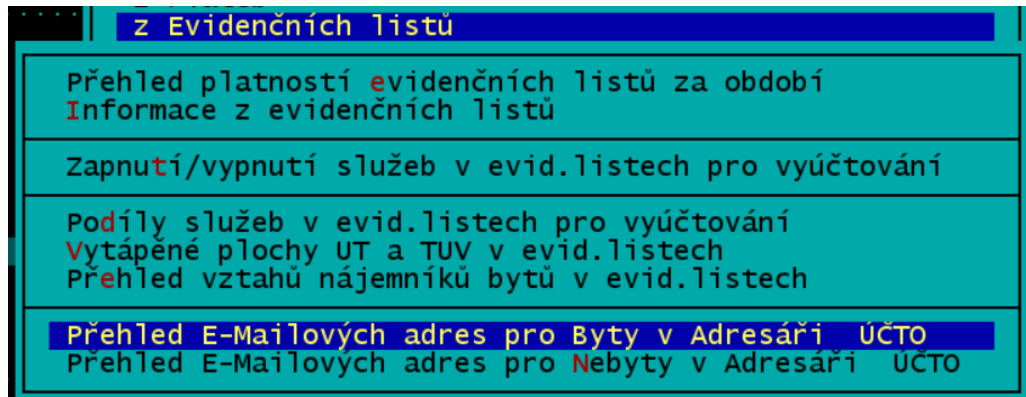 z Evidenčních listů
Přehled platností evidenčních listů za období
Informace z evidenčních listů
Zapnutí/vypnutí služeb v evid.listech pro vyúčtování
Podíly služeb v evid.listech pro vyúčtování
Vytápěné plochy UT a TUV v evid.listech
Přehled vztahů nájemníků bytů v evid.listech
Přehled E-Mailových adres pro Byty v Adresáři  ÚČTO
Přehled E-Mailových adres pro Nebyty v Adresáři  ÚČTO